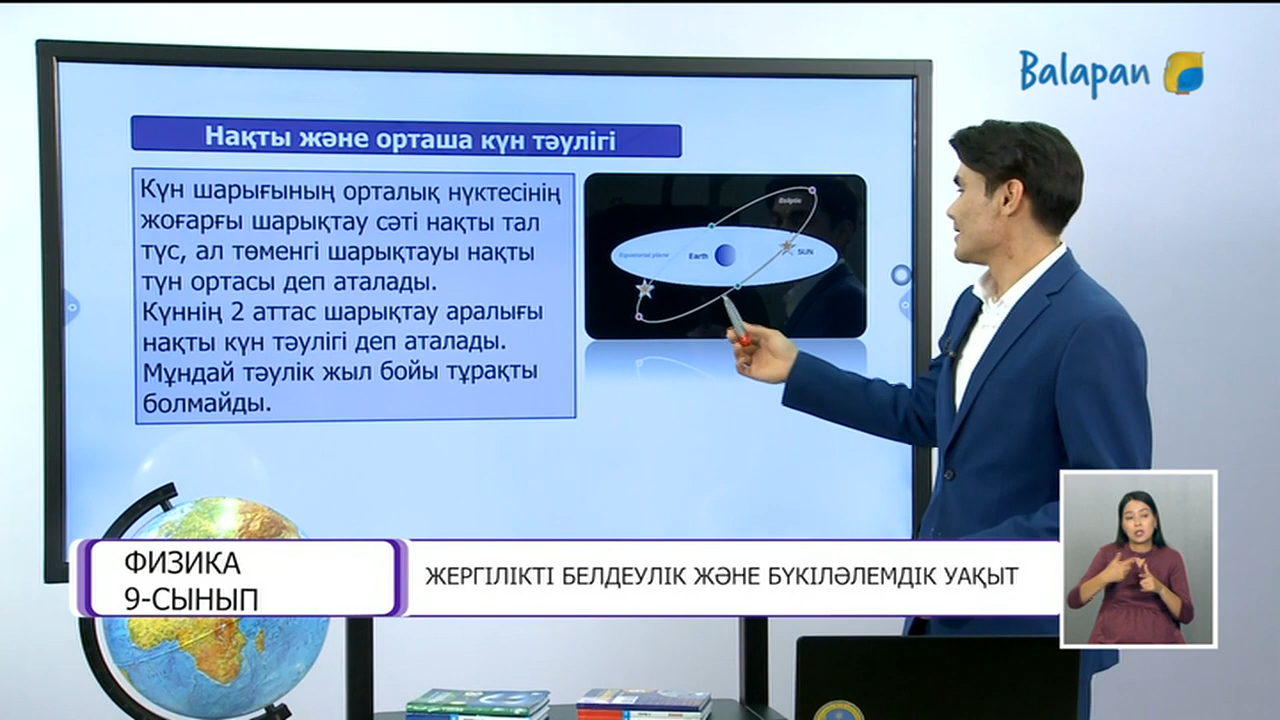 Balapan
Нақты және орташа күн тәулігі
Күн шарығының орталық нүктесінің
жоғарғы шарықтау сәті нақты тал
түс, ал төменгі шарықтауы нақты
түн ортасы деп аталады.
Күннің 2 аттас шарықтау аралығы
нақты күн тәулігі деп аталады.
Мұндай тәулік жыл бойы тұрақты
болмайды.
Ecliptic
Equatorial plane
Earth
SUN
ФИЗИКА
9-СЫНЫП
ЖЕРГІЛІКТІ БЕЛДЕУЛІК ЖӘНЕ БҮКІЛӘЛЕМДІК УАҚЫТ